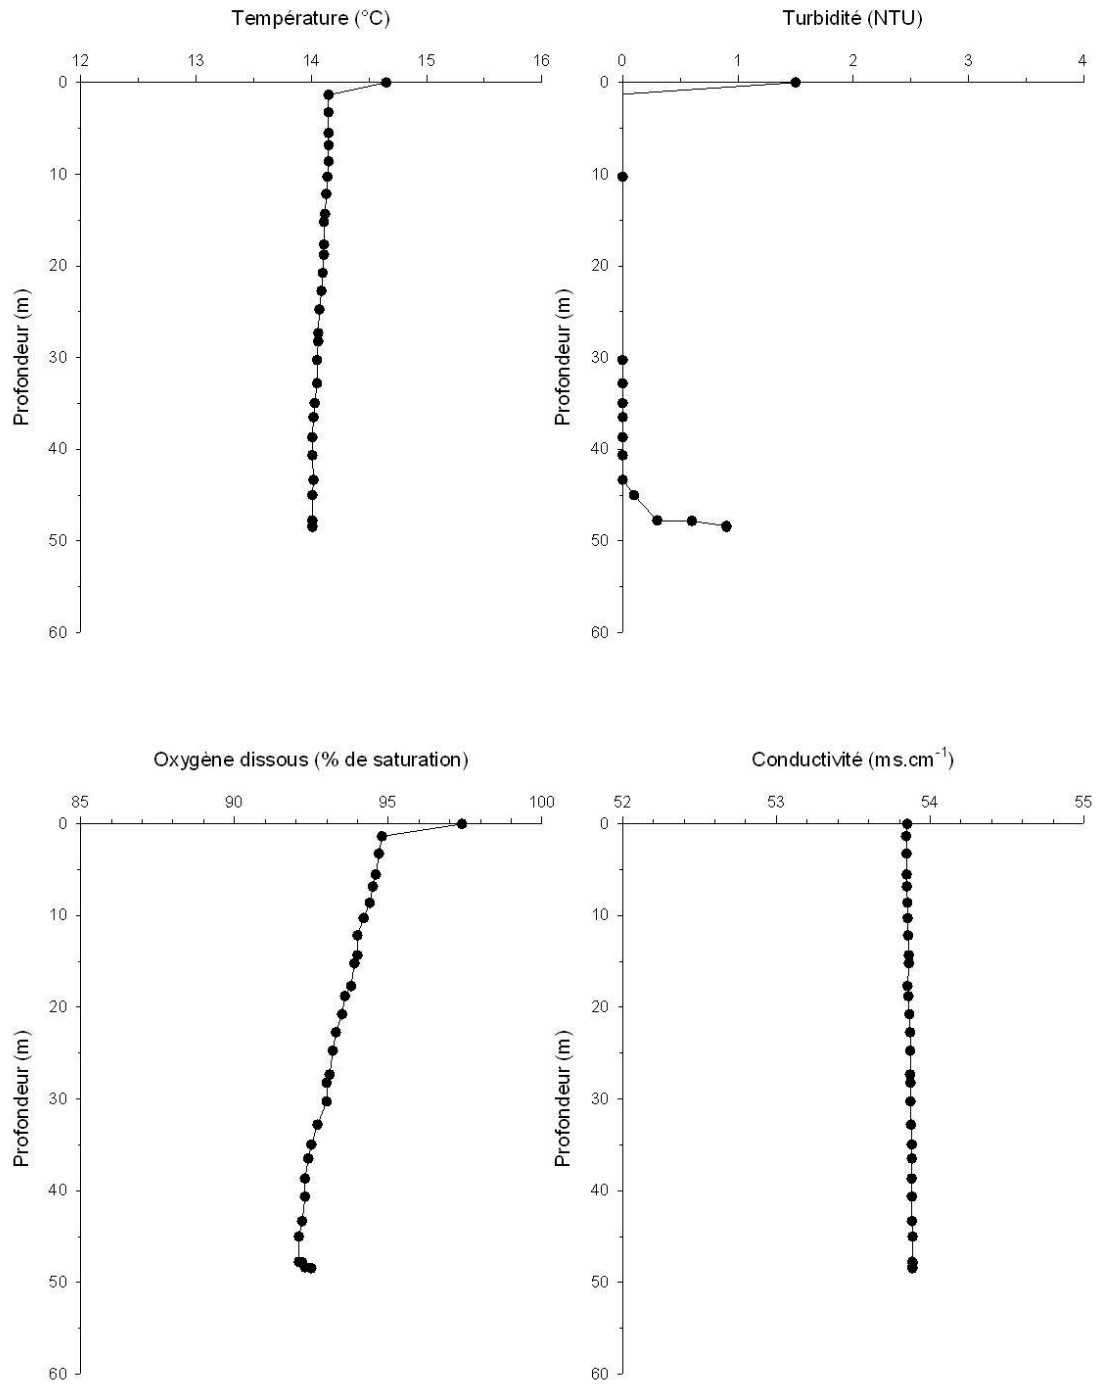 Température (°C)
12 13 14 15 16
0
10
20
30
40
50
60
Profondeur (m)
Turbidité (NTU)
0 1 2 3 4
0
10
20
30
40
50
60
Profondeur (m)
Oxygène dissous (% de saturation)
85 90 95 100
0
10
20
30
40
50
60
Profondeur (m)
Conductivité (ms.cm⁻¹)
52 53 54 55
0
10
20
30
40
50
60
Profondeur (m)